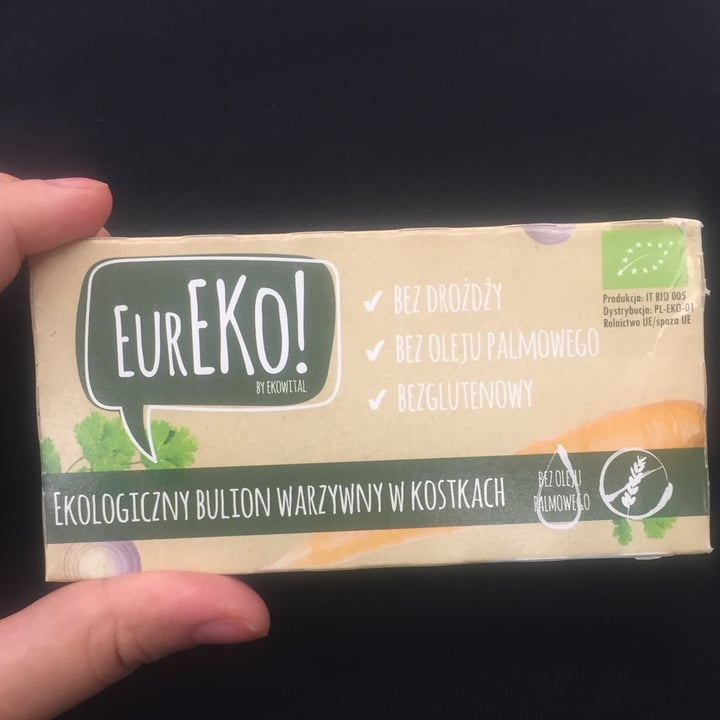 EurEKO!
BY EKOWITAL
✔ BEZ DROŻDŻY
✔ BEZ OLEJU PALMOWEGO
✔ BEZGLUTENOWY
Produkcja: IT BIO 005
Dystrybucja: PL-EKO-01
Rolnictwo UE/spoza UE
EKOLOGICZNY BULION WARZYWNY W KOSTKACH
BEZ OLEJU
PALMOWEGO